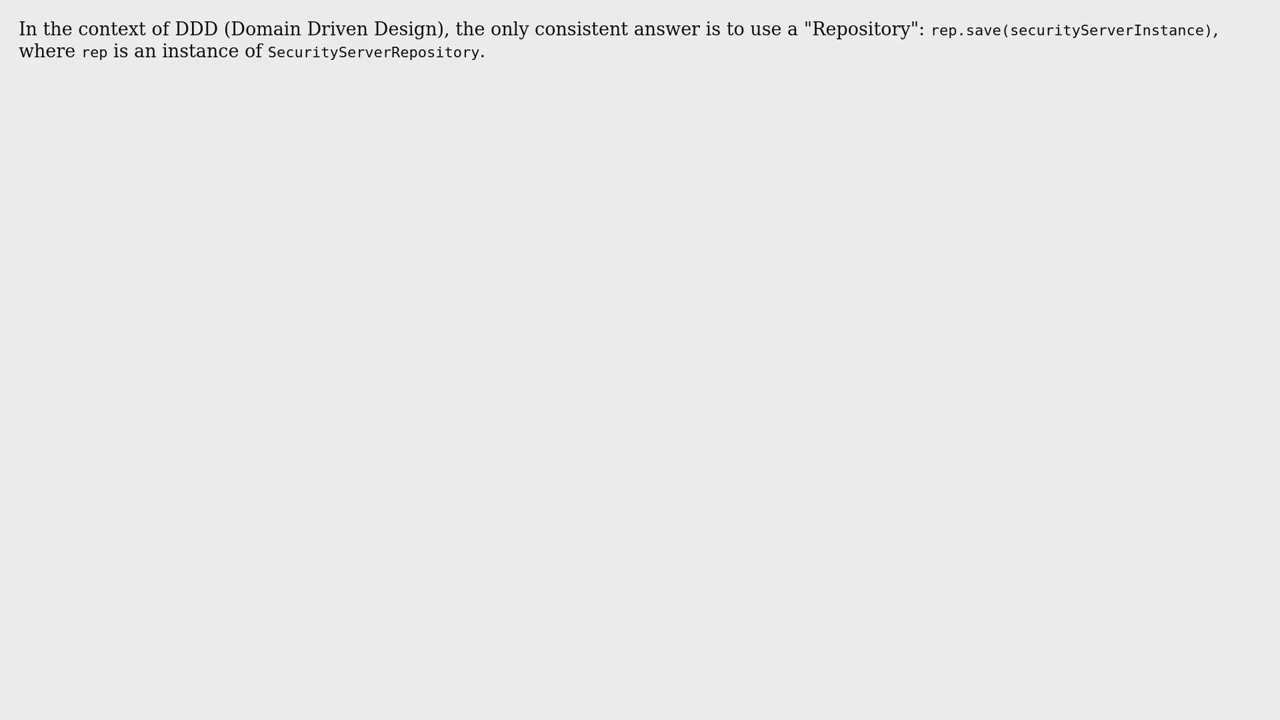 In the context of DDD (Domain Driven Design), the only consistent answer is to use a "Repository": rep.save(securityServerInstance),
where rep is an instance of SecurityServerRepository.